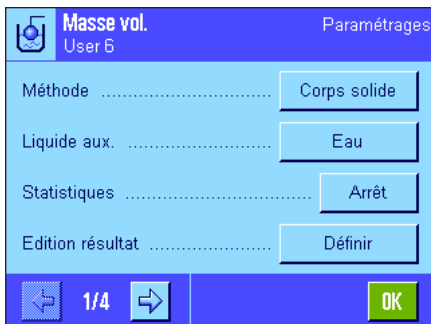 Masse vol. Paramétrages
User 6
Méthode ............................... Corps solide
Liquide aux. ........................... Eau
Statistiques ................................. Arrêt
Edition résultat ...................... Définir
1/4 OK